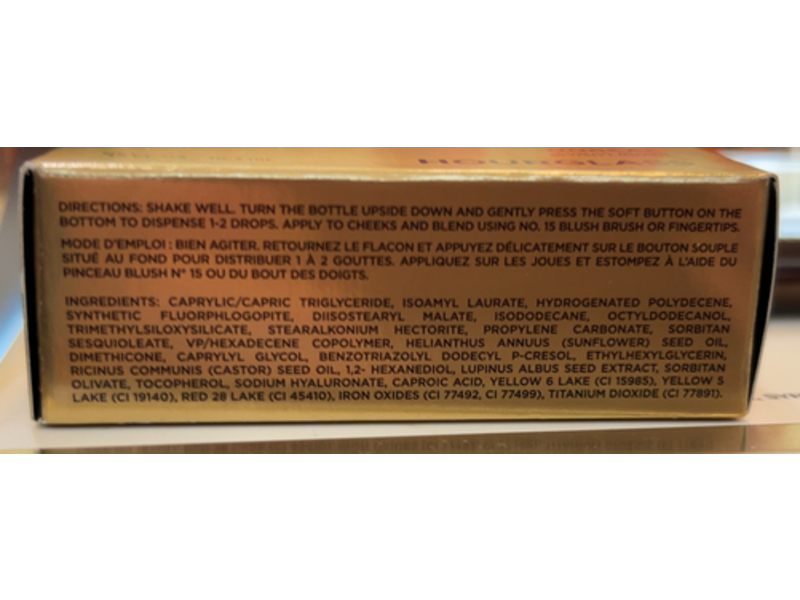 HOURGLASS
DIRECTIONS: SHAKE WELL. TURN THE BOTTLE UPSIDE DOWN AND GENTLY PRESS THE SOFT BUTTON ON THE
BOTTOM TO DISPENSE 1-2 DROPS. APPLY TO CHEEKS AND BLEND USING NO. 15 BLUSH BRUSH OR FINGERTIPS.
MODE D'EMPLOI : BIEN AGITER. RETOURNEZ LE FLACON ET APPUYEZ DÉLICATEMENT SUR LE BOUTON SOUPLE
SITUÉ AU FOND POUR DISTRIBUER 1 À 2 GOUTTES. APPLIQUEZ SUR LES JOUES ET ESTOMPEZ À L'AIDE DU
PINCEAU BLUSH N° 15 OU DU BOUT DES DOIGTS.
INGREDIENTS: CAPRYLIC/CAPRIC TRIGLYCERIDE, ISOAMYL LAURATE, HYDROGENATED POLYDECENE,
SYNTHETIC FLUORPHLOGOPITE, DIISOSTEARYL MALATE, ISODODECANE, OCTYLDODECANOL,
TRIMETHYLSILOXYSILICATE, STEARALKONIUM HECTORITE, PROPYLENE CARBONATE, SORBITAN
SESQUIOLEATE, VP/HEXADECENE COPOLYMER, HELIANTHUS ANNUUS (SUNFLOWER) SEED OIL,
DIMETHICONE, CAPRYLYL GLYCOL, BENZOTRIAZOLYL DODECYL P-CRESOL, ETHYLHEXYLGLYCERIN,
RICINUS COMMUNIS (CASTOR) SEED OIL, 1,2- HEXANEDIOL, LUPINUS ALBUS SEED EXTRACT, SORBITAN
OLIVATE, TOCOPHEROL, SODIUM HYALURONATE, CAPROIC ACID, YELLOW 6 LAKE (CI 15985), YELLOW 5
LAKE (CI 19140), RED 28 LAKE (CI 45410), IRON OXIDES (CI 77492, CI 77499), TITANIUM DIOXIDE (CI 77891).